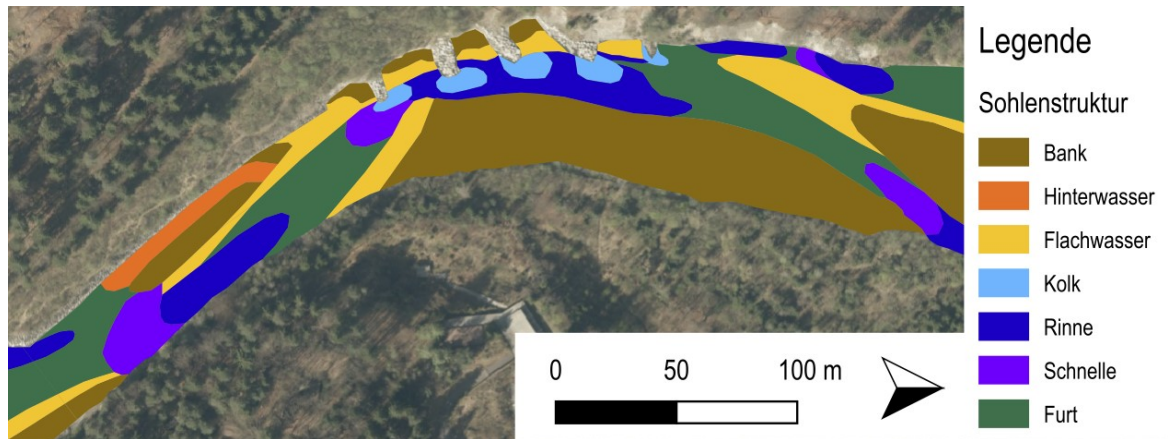 Legende
Sohlenstruktur
Bank
Hinterwasser
Flachwasser
Kolk
Rinne
Schnelle
Furt
0 50 100 m